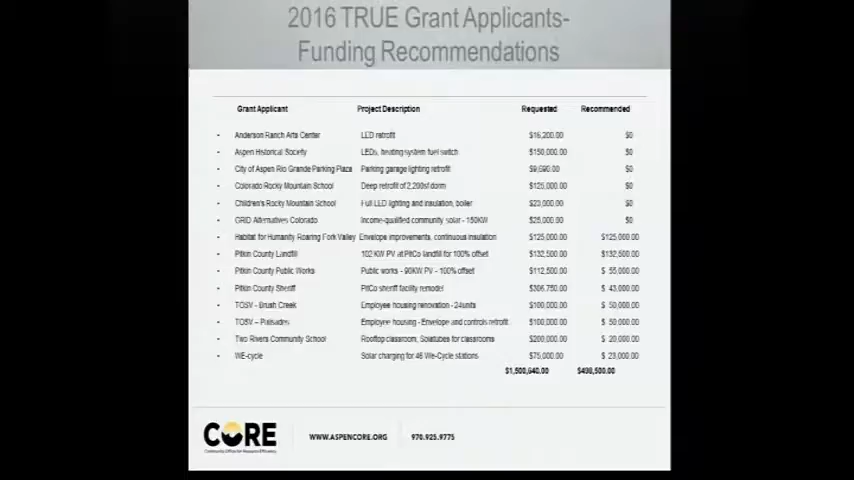 2016 TRUE Grant Applicants-
Funding Recommendations
Grant Applicant Project Description Requested Recommended
- Anderson Ranch Arts Center LED retrofit $16,200.00 $0
- Aspen Historical Society LEDs, heating system fuel switch $150,000.00 $0
- City of Aspen Rio Grande Parking Plaza Parking garage lighting retrofit $0
- Colorado Rocky Mountain School Deep retrofit of 2,200sf dorm $125,000.00 $0
- Children's Rocky Mountain School Full LED lighting and insulation, boiler $23,000.00 $0
- GRID Alternatives Colorado Income-qualified community solar - 150KW $25,000.00 $0
- Habitat for Humanity Roaring Fork Valley Envelope improvements, continuous insulation $125,000.00 $125,000.00
- Pitkin County Landfill 102 KW PV at PitCo landfill for 100% offset $132,500.00 $132,500.00
- Pitkin County Public Works Public works - 90KW PV - 100% offset $112,500.00 $ 55,000.00
- Pitkin County Sheriff PitCo sheriff facility remodel $306,750.00 $ 43,000.00
- TOSV - Brush Creek Employee housing renovation - 24units $100,000.00 $ 50,000.00
- TOSV – Palisades Employee housing - Envelope and controls retrofit $100,000.00 $ 50,000.00
- Two Rivers Community School Rooftop classroom, Solatubes for classrooms $200,000.00 $ 20,000.00
- WE-cycle Solar charging for 46 We-Cycle stations $75,000.00 $ 23,000.00
$1,500,640.00 $498,500.00
CORE
Community Office for Resource Efficiency
WWW.ASPENCORE.ORG 970.925.9775